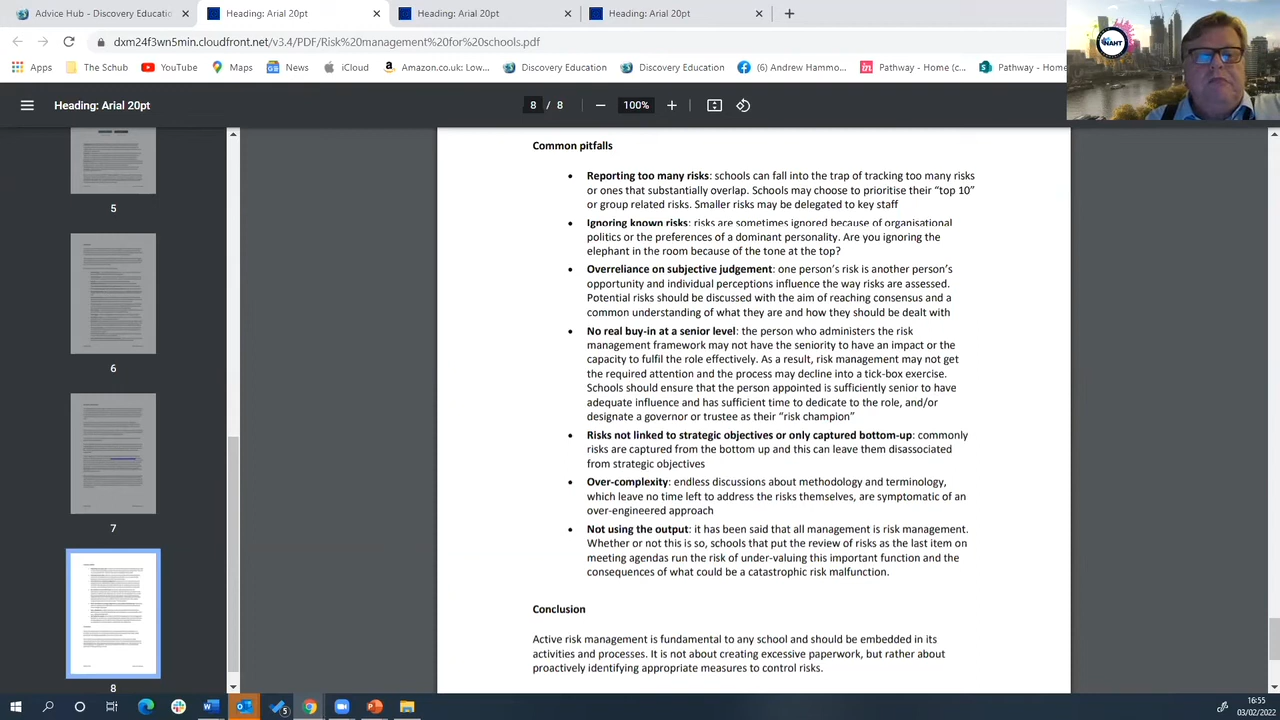 Advice Hub - Discovery Educati
Heading: Arial 20pt
Heading Arial 20pt
Heading: Arial 20pt
dxm24f3wn5min.cloudfront.net/v3.4/PDF/Risk%20management%20for%20schools.pdf
Apps
YouTube
Maps
(6) Andrew Hammo...
Pathway - Home (c...
Pathway - Home
NAHT
Heading: Arial 20pt
8 / 8
100%
5
6
7
8
Common pitfalls
• Reporting too many risks: schools can fall into the trap of tracking too many risks
or ones that substantially overlap. Schools may choose to prioritise their “top 10”
or group related risks. Smaller risks may be delegated to key staff
• Ignoring known risks: risks are sometimes ignored because of organisational
politics or the preferences of a dominant personality. Are you ignoring the
elephant in the room because of the tone at the top?
• Overreliance on subjective judgement: one person’s risk is another person’s
opportunity and individual perceptions influence the way risks are assessed.
Potential risks should be discussed with the aim of reaching consensus and a
common understanding of what they are and how they should be dealt with
• No real buy-in at a senior level: the person who administers the risk
management framework may not have the seniority to have an impact or the
capacity to fulfil the role effectively. As a result, risk management may not get
the required attention and the process may decline into a tick-box exercise.
Schools should ensure that the person appointed is sufficiently senior to have
adequate influence and has sufficient time to dedicate to the role, and/or
designate a governor or trustee as their “risk champion”
• Risks not linked to strategic objectives or only captured bottom-up: commonly
risks are captured from the bottom up and this can leave them disassociated
from strategic objectives
• Over-complexity: endless discussions about methodology and terminology,
which leave no time left to address the risks themselves, are symptomatic of an
over-engineered approach
• Not using the output: it has been said that all management is risk management.
Whether or not this is so, schools that put the review of risks as the last item on
meeting agendas run the risk of under-valuing this important function and the
consequences of what could be a catastrophic risk malfunction.
Conclusion
Active risk management is fundamental to any school and should be embedded in its
activities and processes. It is not about creating excessive paperwork, but rather about
proactively identifying appropriate measures to control risks.
16:55
03/02/2022